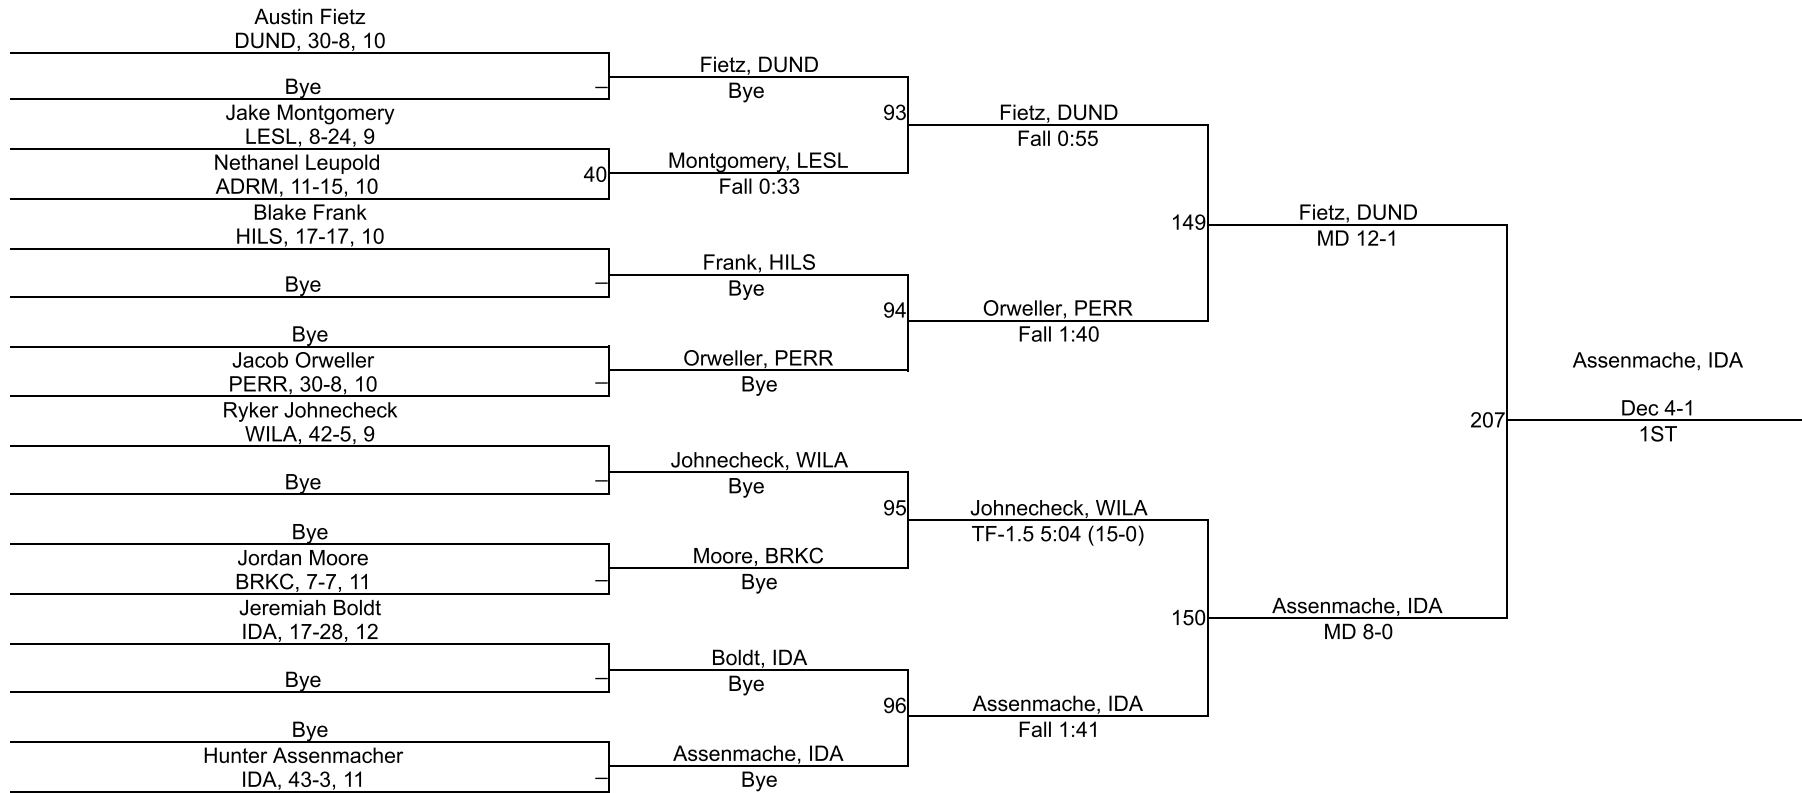 Austin Fietz
DUND, 30-8, 10
Bye
Jake Montgomery
LESL, 8-24, 9
Nethanel Leupold
ADRM, 11-15, 10
Blake Frank
HILS, 17-17, 10
Bye
Bye
Jacob Orweller
PERR, 30-8, 10
Ryker Johnecheck
WILA, 42-5, 9
Bye
Bye
Jordan Moore
BRKC, 7-7, 11
Jeremiah Boldt
IDA, 17-28, 12
Bye
Bye
Hunter Assenmacher
IDA, 43-3, 11
40
Fietz, DUND
Bye
Montgomery, LESL
Fall 0:33
Frank, HILS
Bye
Orweller, PERR
Bye
Johnecheck, WILA
Bye
Moore, BRKC
Bye
Boldt, IDA
Bye
Assenmache, IDA
Bye
93
94
95
96
Fietz, DUND
Fall 0:55
Orweller, PERR
Fall 1:40
Johnecheck, WILA
TF-1.5 5:04 (15-0)
Assenmache, IDA
Fall 1:41
149
150
Fietz, DUND
MD 12-1
Assenmache, IDA
MD 8-0
207
Assenmache, IDA
Dec 4-1
1ST